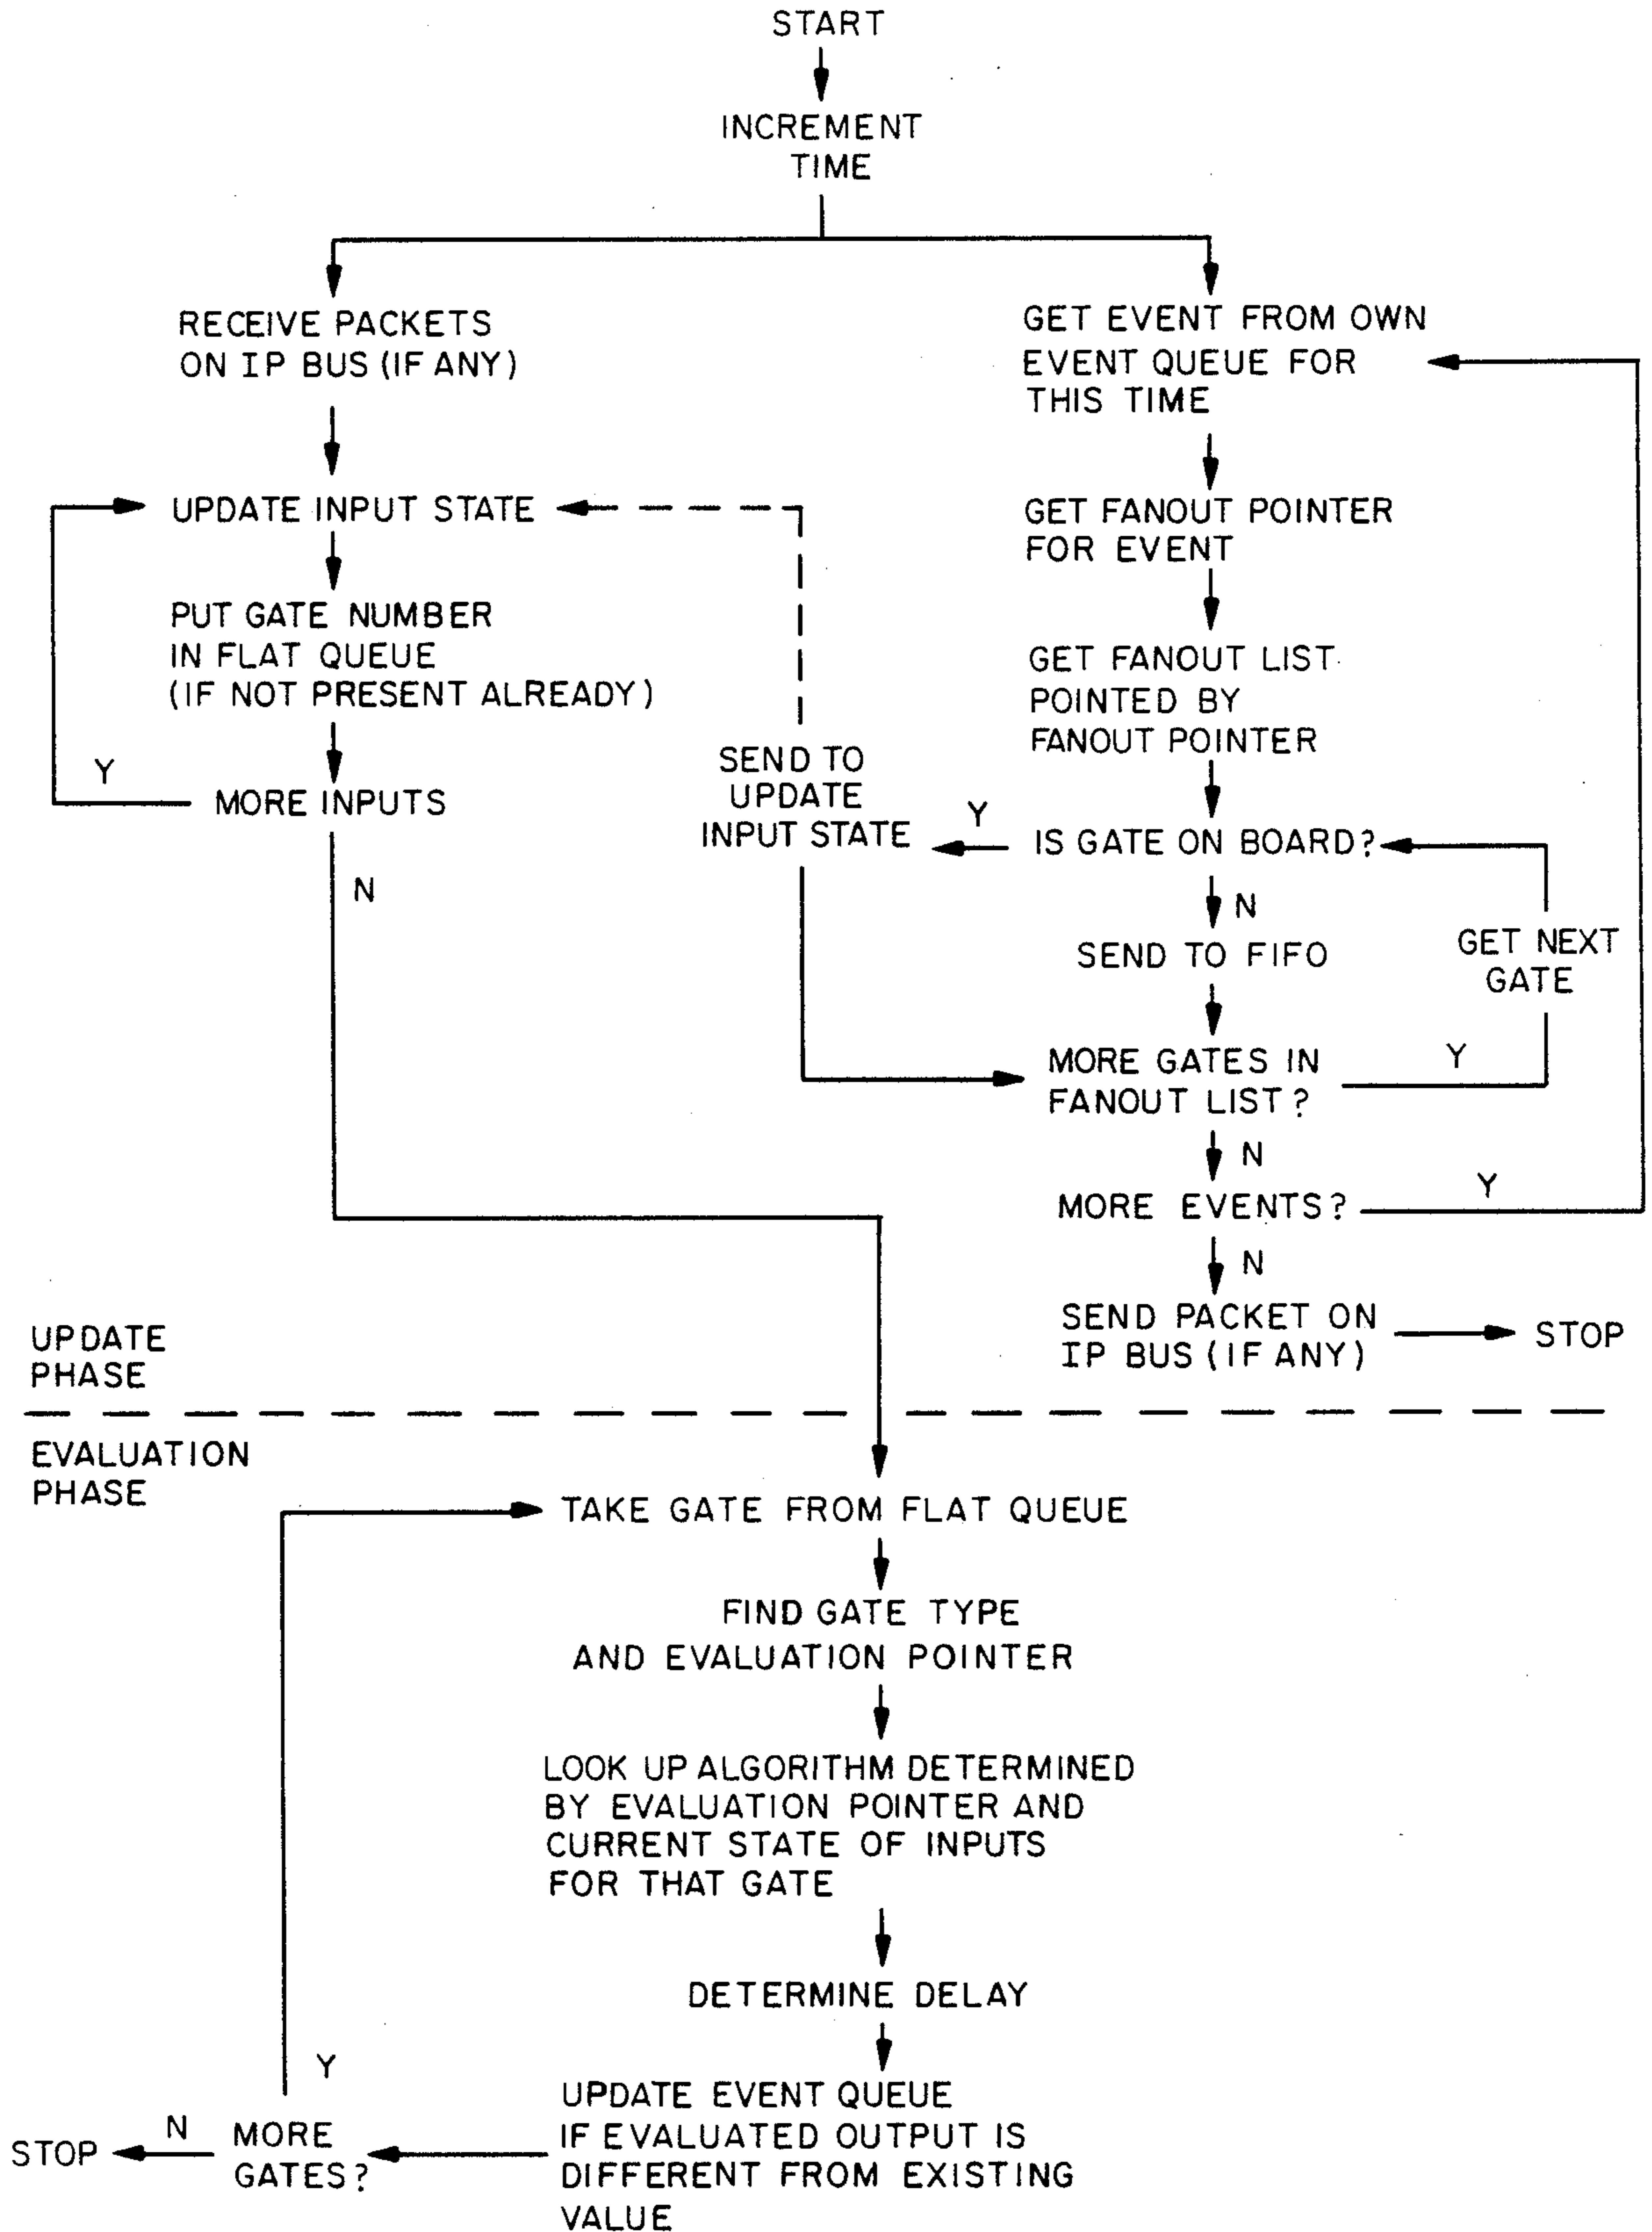 START
INCREMENT
TIME
RECEIVE PACKETS
ON IP BUS (IF ANY)
UPDATE INPUT STATE
PUT GATE NUMBER
IN FLAT QUEUE
(IF NOT PRESENT ALREADY)
Y
MORE INPUTS
N
GET EVENT FROM OWN
EVENT QUEUE FOR
THIS TIME
GET FANOUT POINTER
FOR EVENT
GET FANOUT LIST
POINTED BY
FANOUT POINTER
SEND TO
UPDATE
INPUT STATE
Y
IS GATE ON BOARD?
N
SEND TO FIFO
GET NEXT
GATE
MORE GATES IN
FANOUT LIST?
Y
N
MORE EVENTS?
Y
N
SEND PACKET ON
IP BUS (IF ANY)
STOP
UPDATE
PHASE
EVALUATION
PHASE
TAKE GATE FROM FLAT QUEUE
FIND GATE TYPE
AND EVALUATION POINTER
LOOK UP ALGORITHM DETERMINED
BY EVALUATION POINTER AND
CURRENT STATE OF INPUTS
FOR THAT GATE
DETERMINE DELAY
UPDATE EVENT QUEUE
IF EVALUATED OUTPUT IS
DIFFERENT FROM EXISTING
VALUE
Y
MORE
GATES?
N
STOP